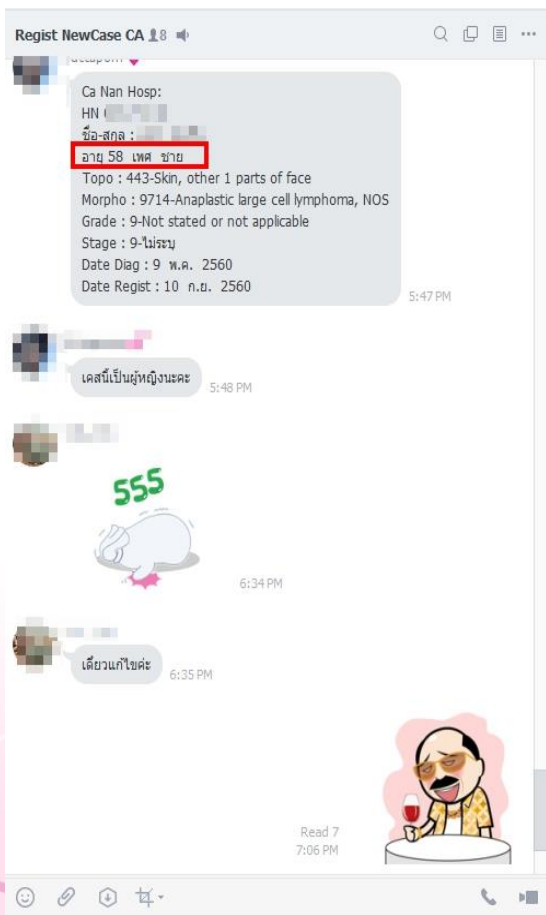 Regist NewCase CA 8
Ca Nan Hosp:
HN
ชื่อ-สกุล :
อายุ 58 เพศ ชาย
Topo : 443-Skin, other 1 parts of face
Morpho : 9714-Anaplastic large cell lymphoma, NOS
Grade : 9-Not stated or not applicable
Stage : 9-ไม่ระบุ
Date Diag : 9 พ.ค. 2560
Date Regist : 10 ก.ย. 2560
5:47 PM
เคสนี้เป็นผู้หญิงนะคะ
5:48 PM
555
6:34 PM
เดี๋ยวแก้ไขค่ะ
6:35 PM
Read 7
7:06 PM